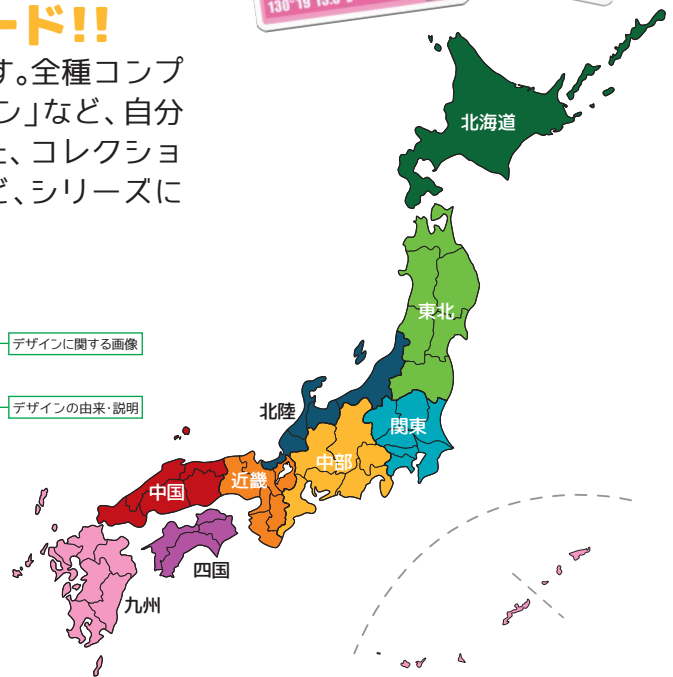 130°19'
ード!!
す。全種コンプ
ン」など、自分
、コレクショ
ど、シリーズに
北海道
東北
デザインに関する画像
デザインの由来・説明
北陸
関東
中部
近畿
中国
四国
九州